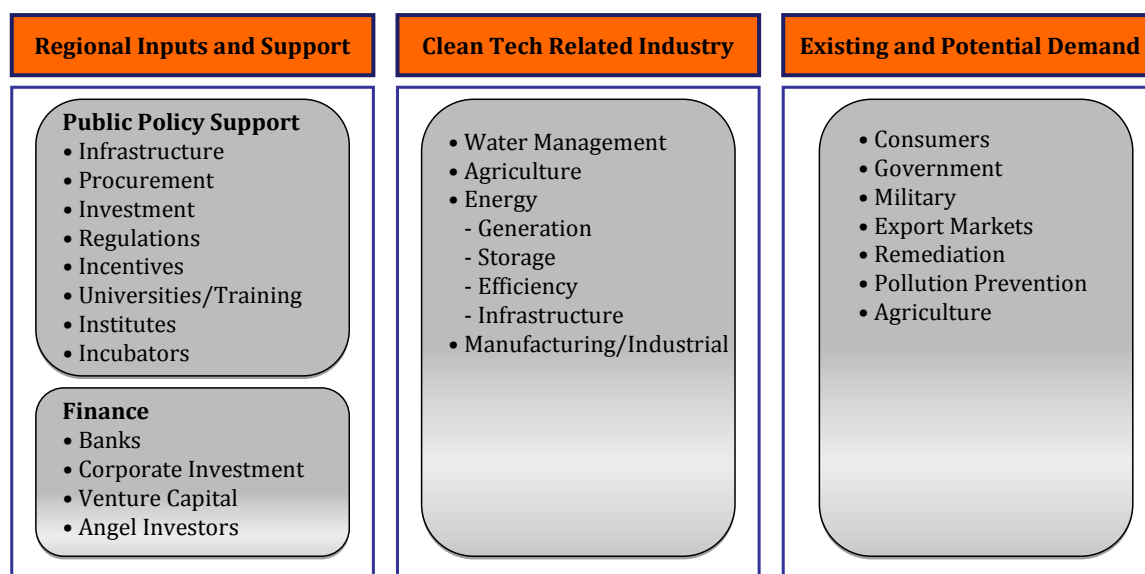 Regional Inputs and Support
Public Policy Support
• Infrastructure
• Procurement
• Investment
• Regulations
• Incentives
• Universities/Training
• Institutes
• Incubators
Finance
• Banks
• Corporate Investment
• Venture Capital
• Angel Investors
Clean Tech Related Industry
• Water Management
• Agriculture
• Energy
- Generation
- Storage
- Efficiency
- Infrastructure
• Manufacturing/Industrial
Existing and Potential Demand
• Consumers
• Government
• Military
• Export Markets
• Remediation
• Pollution Prevention
• Agriculture